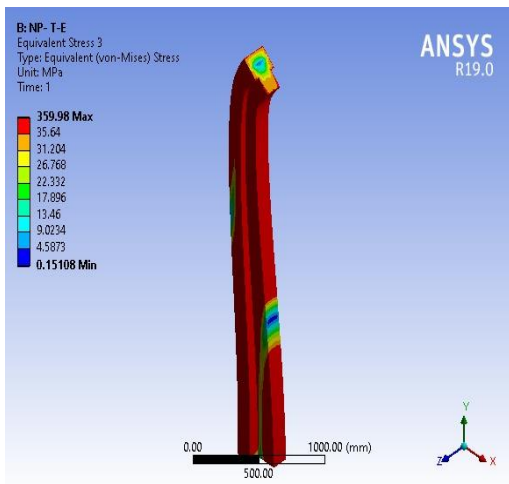 B: NP- T-E
Equivalent Stress 3
Type: Equivalent (von-Mises) Stress
Unit: MPa
Time: 1
359.98 Max
35.64
31.204
26.768
22.332
17.896
13.46
9.0234
4.5873
0.15108 Min
ANSYS
R19.0
0.00
1000.00 (mm)
500.00
Y
Z
X